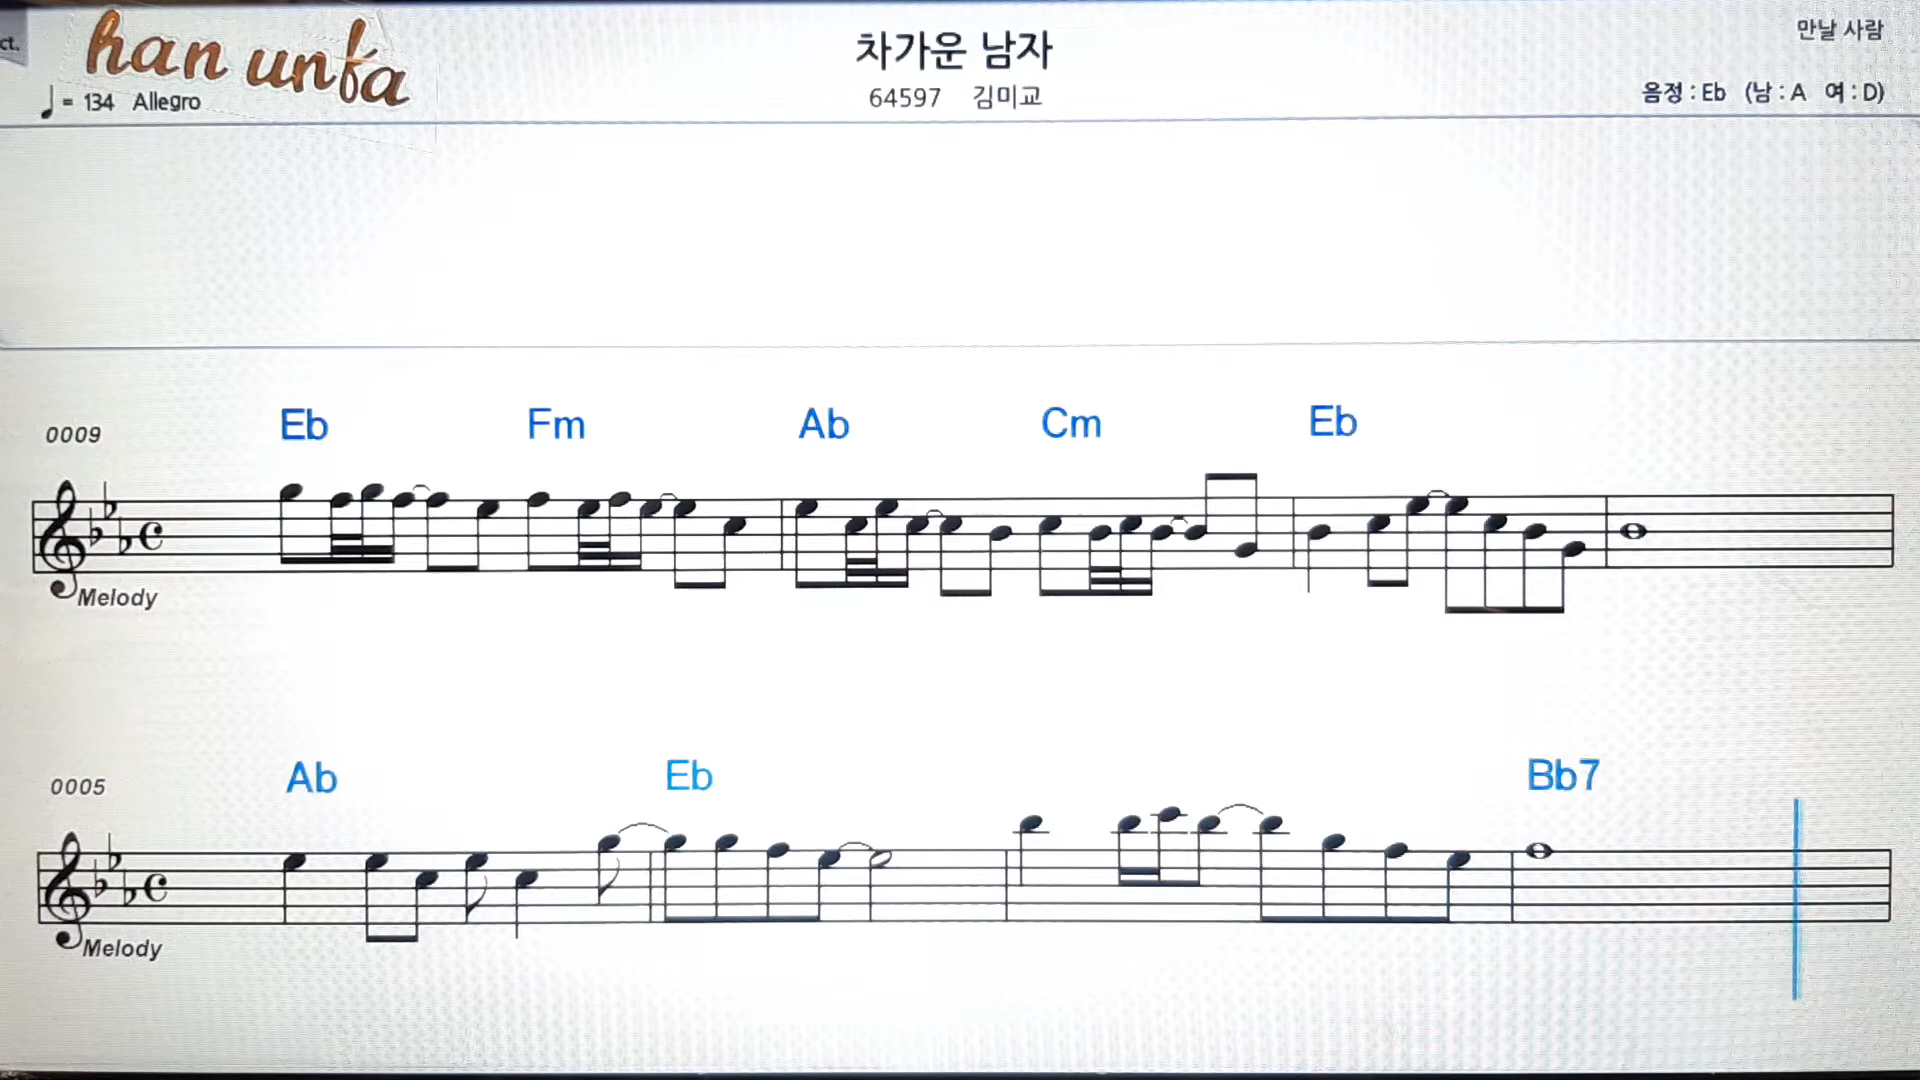 ct.
han unfa
차가운 남자
만날 사람
♩ = 134 Allegro
64597 김미교
음정 : Eb (남 : A 여 : D)
0009 Eb Fm Ab Cm Eb
Melody
0005 Ab Eb Bb7
Melody